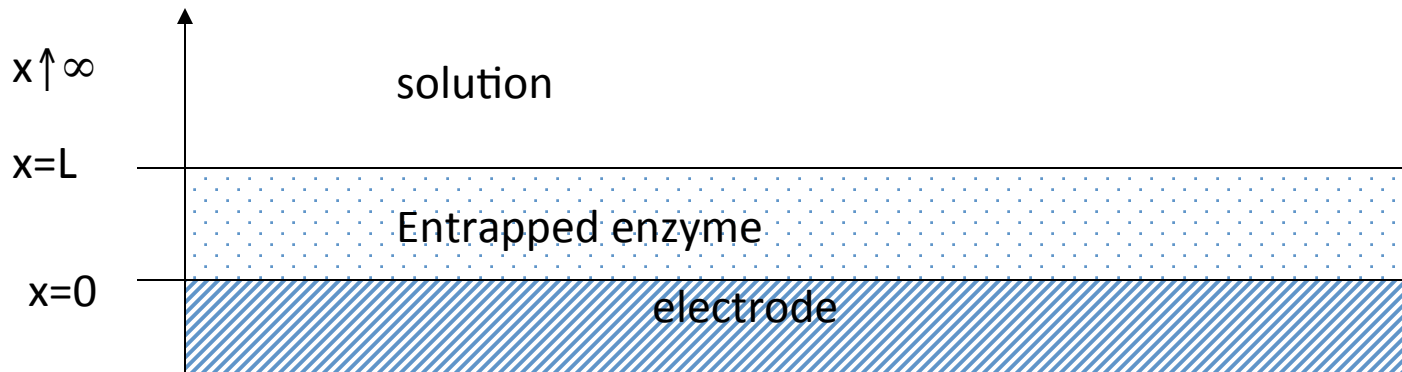 x↑∞
solution
x=L
Entrapped enzyme
x=0
electrode